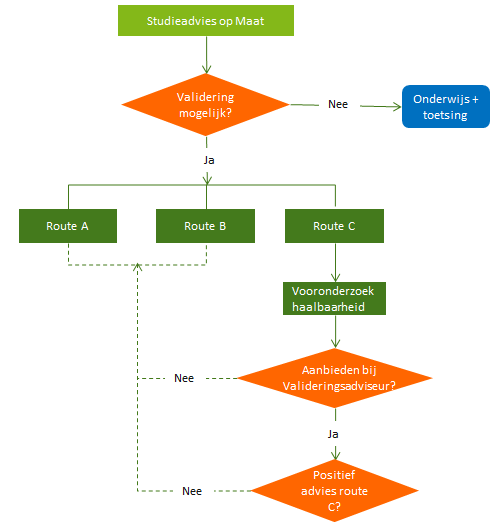 Studieadvies op Maat
Validering
mogelijk?
Nee
Onderwijs +
toetsing
Ja
Route A
Route B
Route C
Vooronderzoek
haalbaarheid
Aanbieden bij
Valideringsadviseur?
Nee
Ja
Positief
advies route
C?
Nee